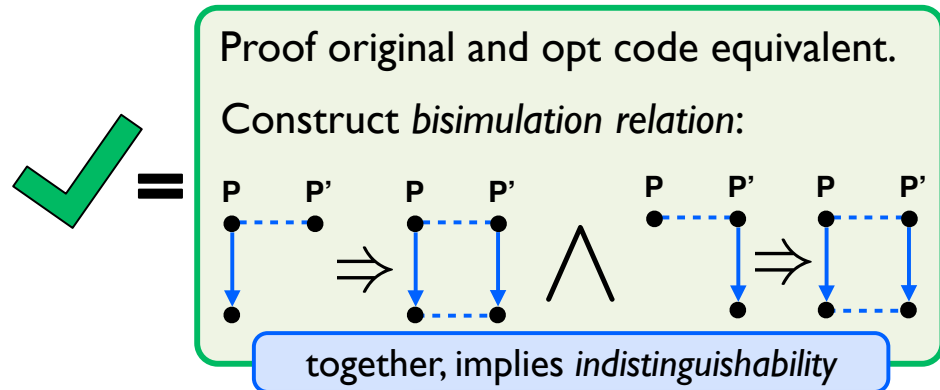 Proof original and opt code equivalent.
Construct bisimulation relation:
=
P P' P P' P P' P P'
⇒ ∧ ⇒
together, implies indistinguishability